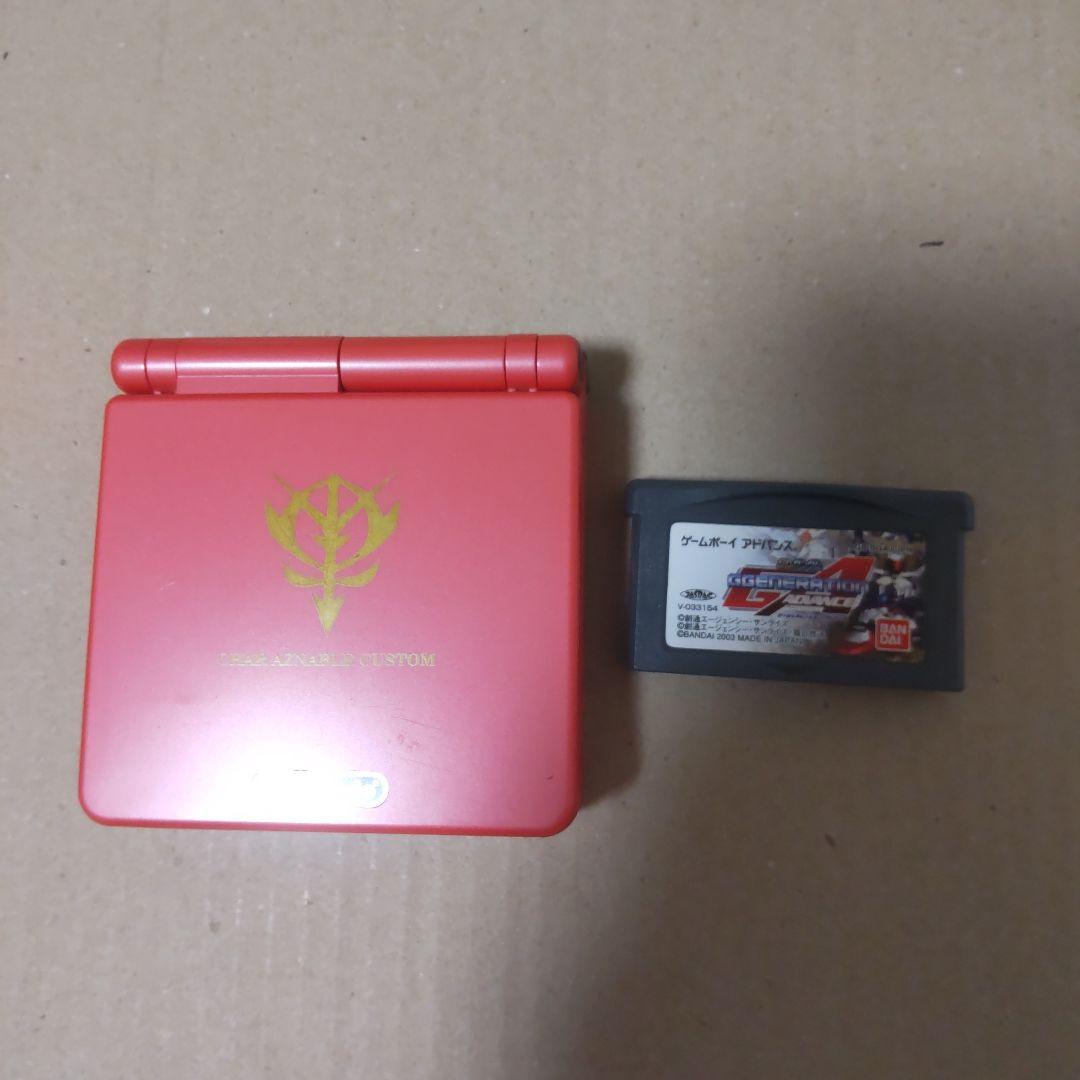 CHAR AZNABLE CUSTOM
ゲームボーイ アドバンス
GGENERATION
ADVANCE
V-033154
©創通エージェンシー・サンライズ
©創通エージェンシー・サンライズ
©BANDAI 2003 MADE IN JAPAN
BAN
DAI